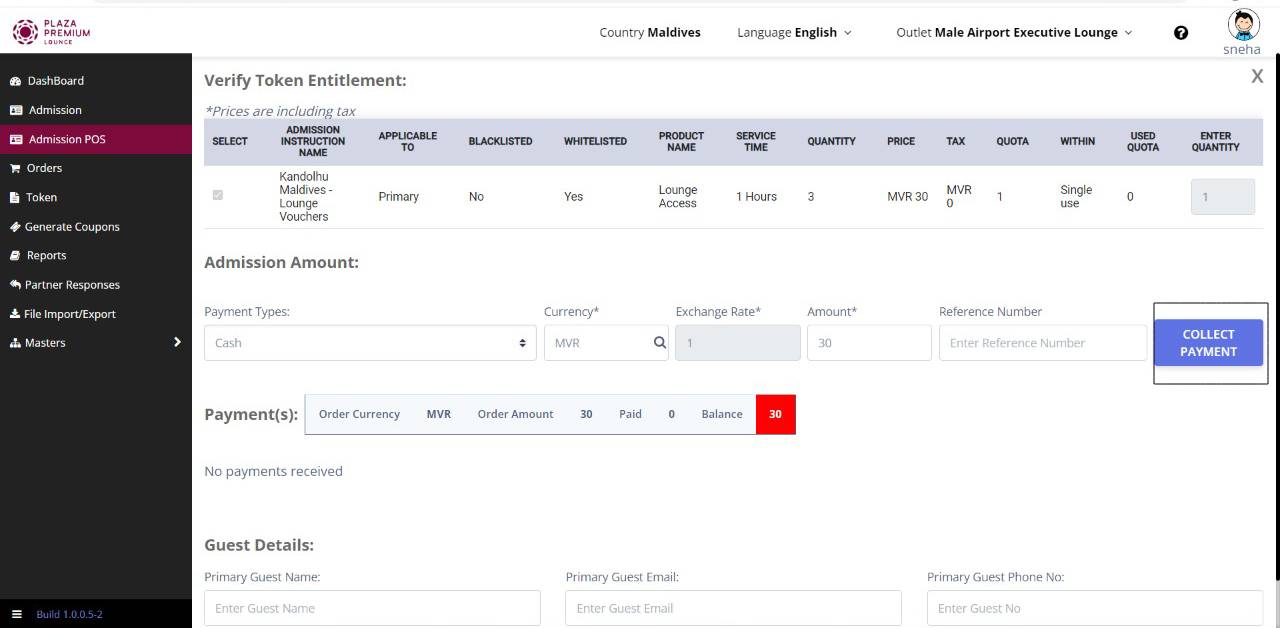 PLAZA
PREMIUM
LOUNGE
Country Maldives
Language English
Outlet Male Airport Executive Lounge
sneha
DashBoard
Admission
Admission POS
Orders
Token
Generate Coupons
Reports
Partner Responses
File Import/Export
Masters
Build 1.0.0.5-2
Verify Token Entitlement:
X
*Prices are including tax
SELECT
ADMISSION
INSTRUCTION
NAME
APPLICABLE
TO
BLACKLISTED
WHITELISTED
PRODUCT
NAME
SERVICE
TIME
QUANTITY
PRICE
TAX
QUOTA
WITHIN
USED
QUOTA
ENTER
QUANTITY
Kandolhu
Maldives -
Lounge
Vouchers
Primary
No
Yes
Lounge
Access
1 Hours
3
MVR 30
MVR
0
1
Single
use
0
1
Admission Amount:
Payment Types:
Currency*
Exchange Rate*
Amount*
Reference Number
Cash
MVR
1
30
Enter Reference Number
COLLECT
PAYMENT
Payment(s):
Order Currency MVR Order Amount 30 Paid 0 Balance 30
No payments received
Guest Details:
Primary Guest Name:
Primary Guest Email:
Primary Guest Phone No:
Enter Guest Name
Enter Guest Email
Enter Guest No